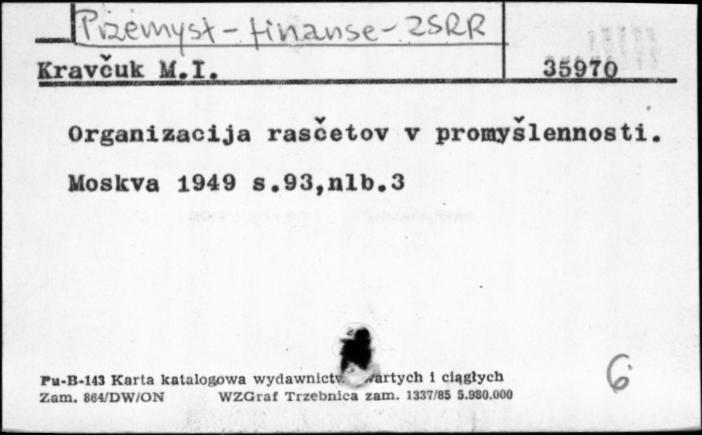 Przemysł - finanse - ZSRR
Kravčuk M.I. 35970
Organizacija rasčetov v promyšlennosti.
Moskva 1949 s.93,nlb.3
Pu-B-143 Karta katalogowa wydawnictw zwartych i ciągłych
Zam. 864/DW/ON WZGraf Trzebnica zam. 1337/85 5.980.000
6